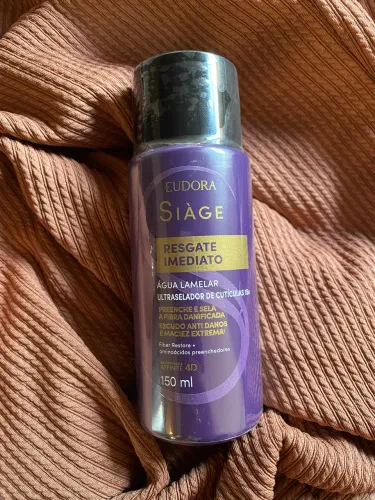 EUDORA
SIÀGE
RESGATE
IMEDIATO
ÁGUA LAMELAR
ULTRASELADOR DE CUTÍCULAS
PREENCHE E SELA
A FIBRA DANIFICADA
ESCUDO ANTI DANOS
E MACIEZ EXTREMA
Fiber Restore +
aminoácidos preenchedores
4D
150 ml